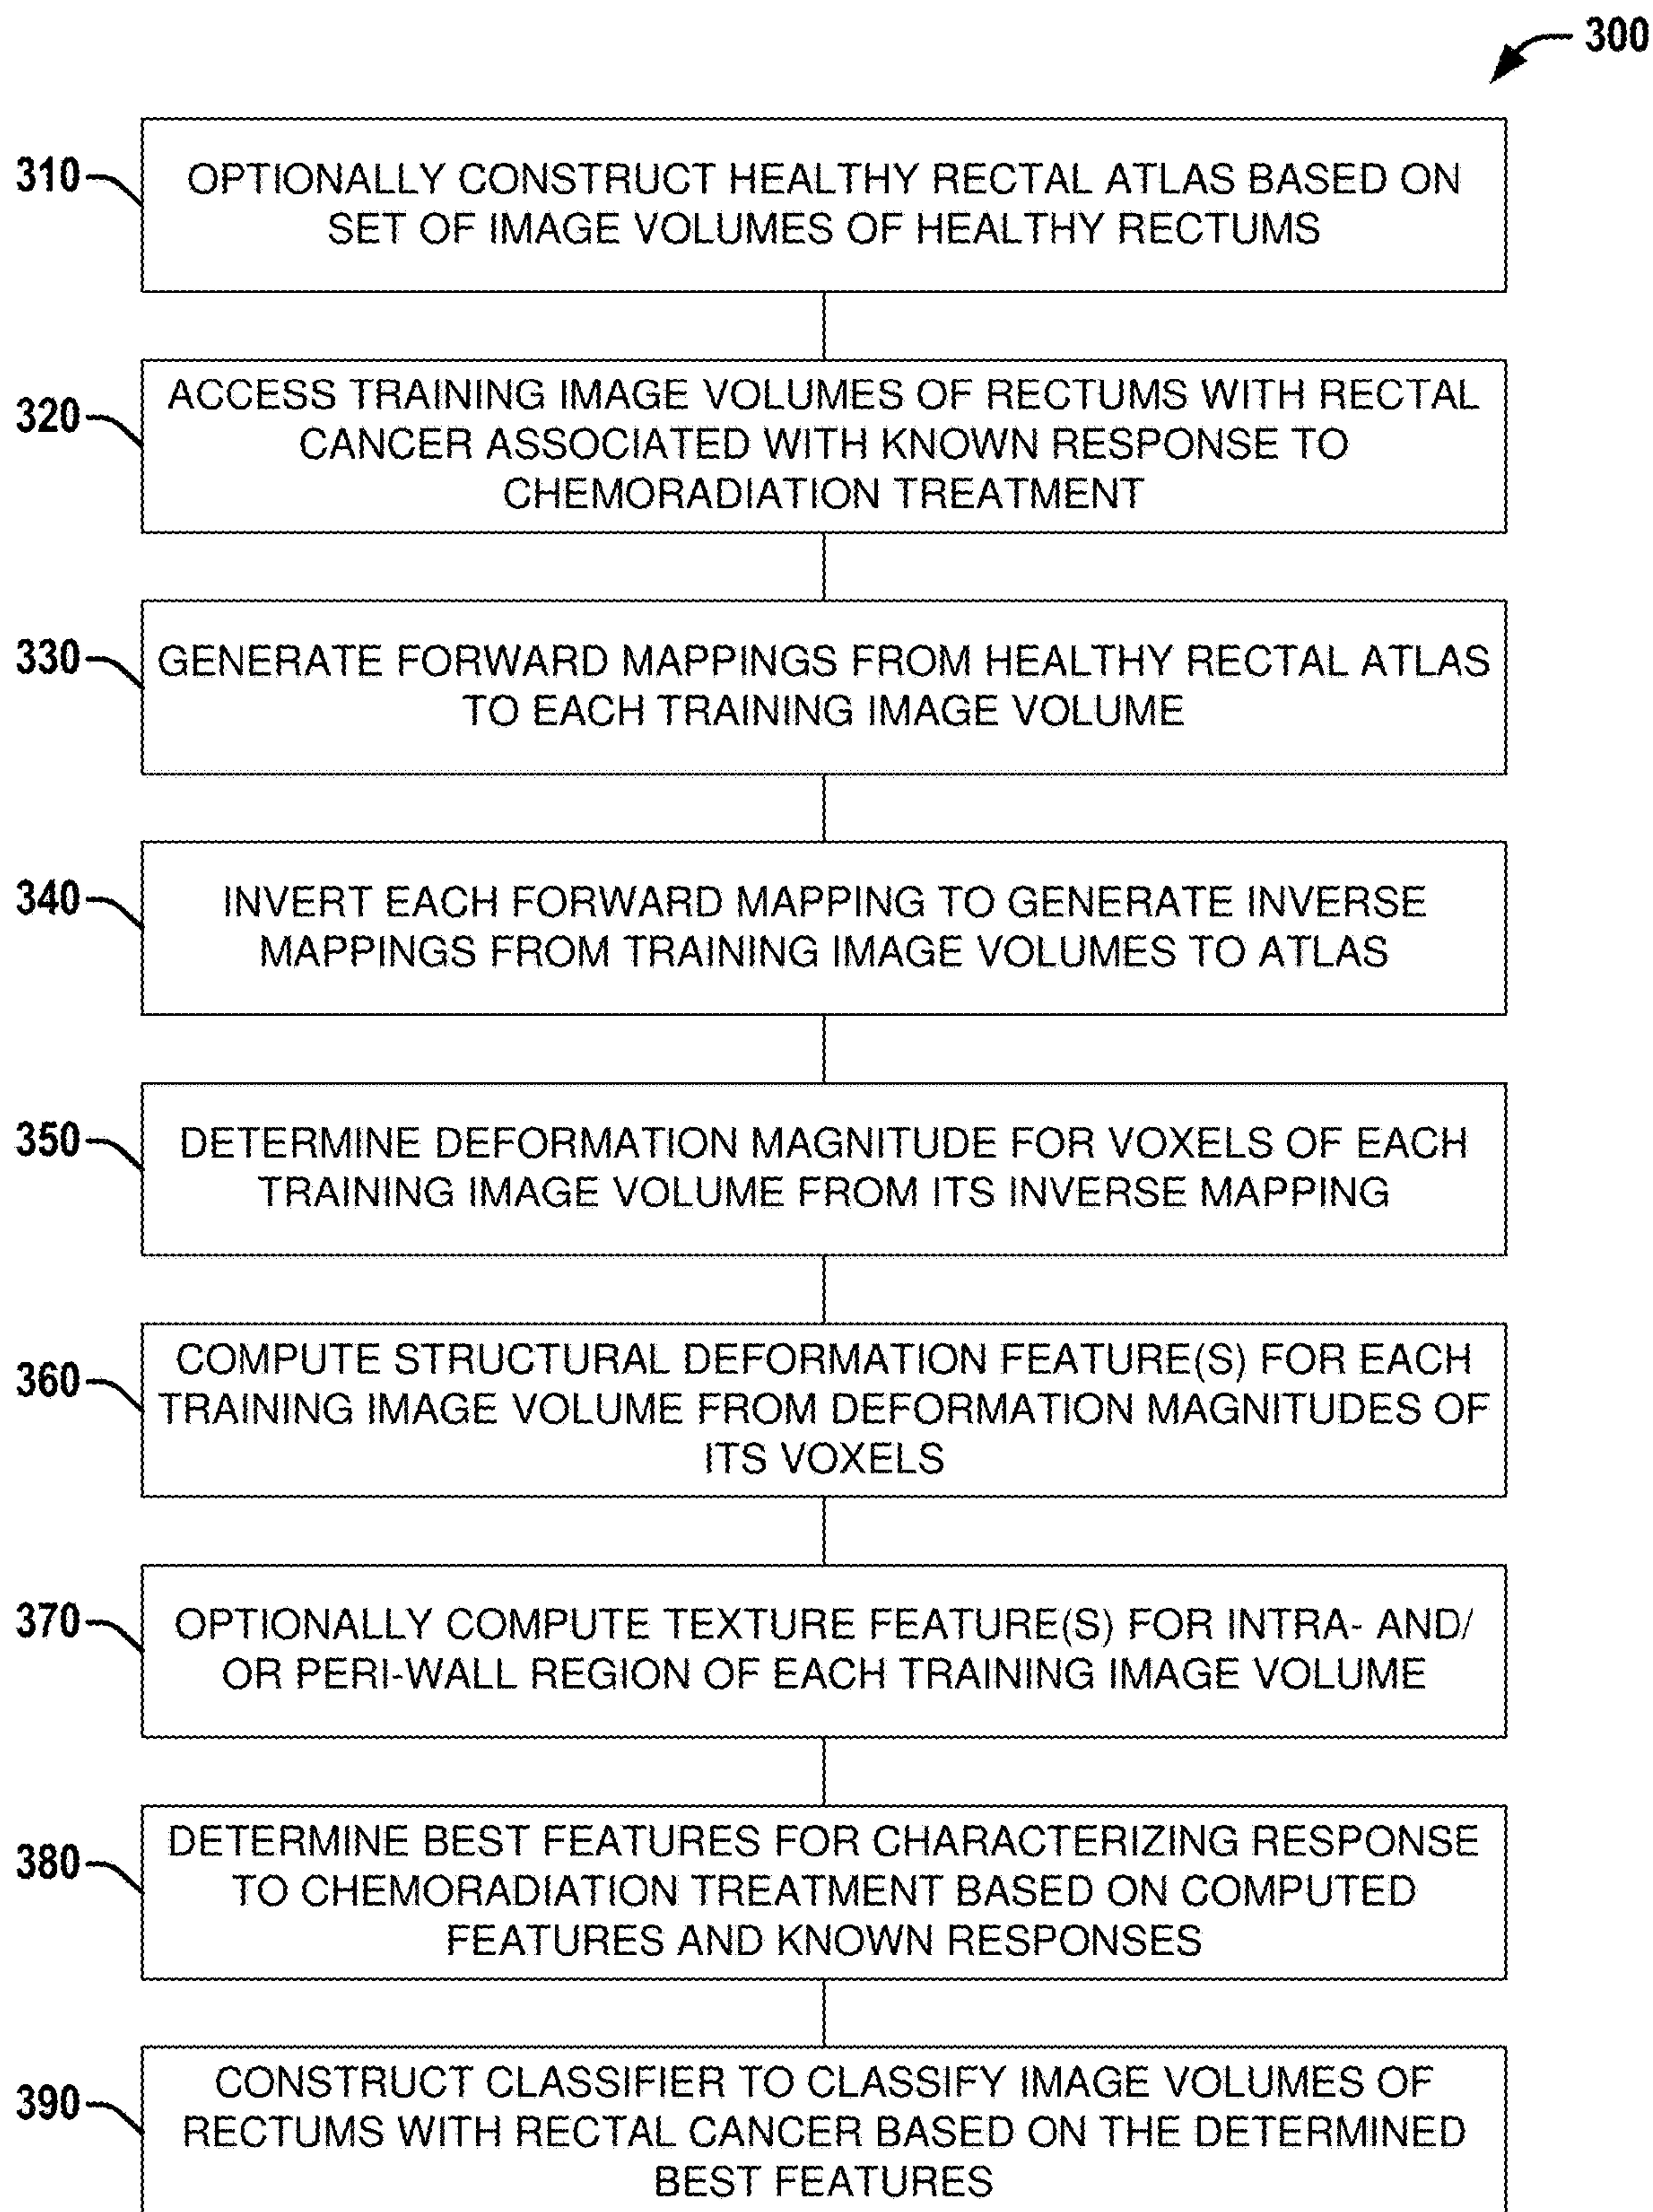 300
310
OPTIONALLY CONSTRUCT HEALTHY RECTAL ATLAS BASED ON
SET OF IMAGE VOLUMES OF HEALTHY RECTUMS
320
ACCESS TRAINING IMAGE VOLUMES OF RECTUMS WITH RECTAL
CANCER ASSOCIATED WITH KNOWN RESPONSE TO
CHEMORADIATION TREATMENT
330
GENERATE FORWARD MAPPINGS FROM HEALTHY RECTAL ATLAS
TO EACH TRAINING IMAGE VOLUME
340
INVERT EACH FORWARD MAPPING TO GENERATE INVERSE
MAPPINGS FROM TRAINING IMAGE VOLUMES TO ATLAS
350
DETERMINE DEFORMATION MAGNITUDE FOR VOXELS OF EACH
TRAINING IMAGE VOLUME FROM ITS INVERSE MAPPING
360
COMPUTE STRUCTURAL DEFORMATION FEATURE(S) FOR EACH
TRAINING IMAGE VOLUME FROM DEFORMATION MAGNITUDES OF
ITS VOXELS
370
OPTIONALLY COMPUTE TEXTURE FEATURE(S) FOR INTRA- AND/
OR PERI-WALL REGION OF EACH TRAINING IMAGE VOLUME
380
DETERMINE BEST FEATURES FOR CHARACTERIZING RESPONSE
TO CHEMORADIATION TREATMENT BASED ON COMPUTED
FEATURES AND KNOWN RESPONSES
390
CONSTRUCT CLASSIFIER TO CLASSIFY IMAGE VOLUMES OF
RECTUMS WITH RECTAL CANCER BASED ON THE DETERMINED
BEST FEATURES